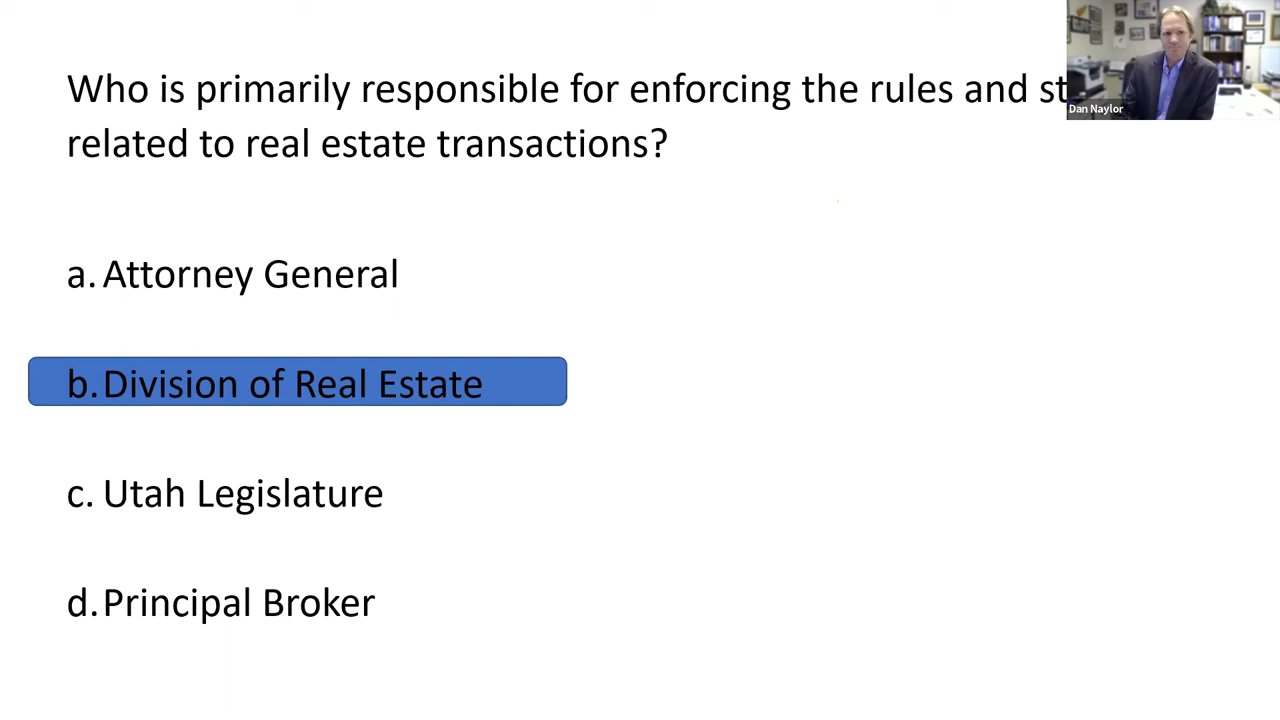 Who is primarily responsible for enforcing the rules and
related to real estate transactions?
a. Attorney General
b. Division of Real Estate
c. Utah Legislature
d. Principal Broker
Dan Naylor